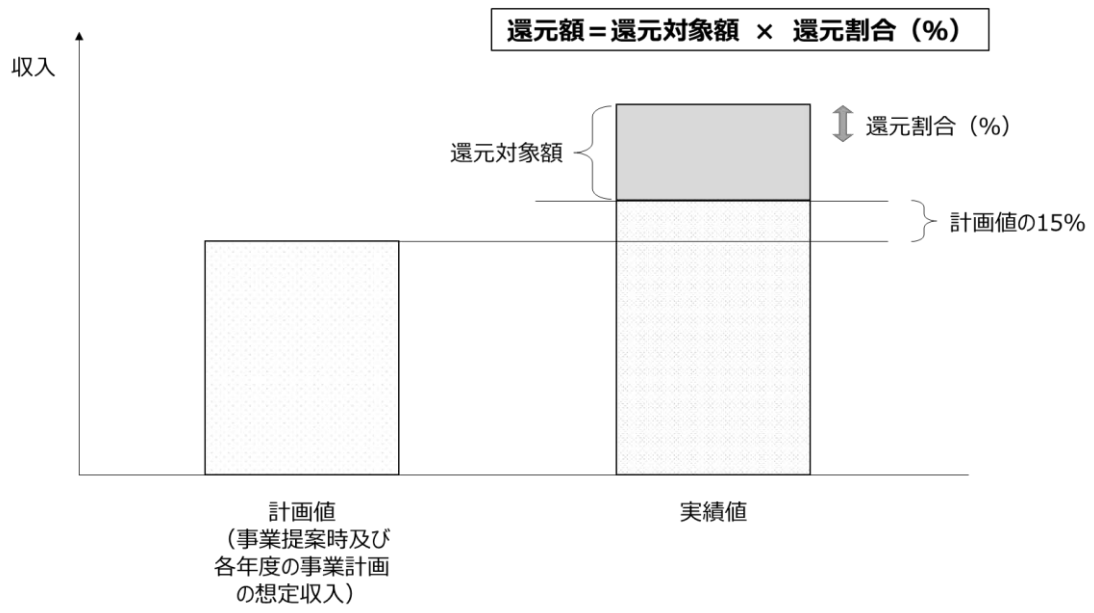 還元額＝還元対象額 × 還元割合（%）
収入
還元割合（%）
還元対象額
計画値の15%
計画値
（事業提案時及び
各年度の事業計画
の想定収入）
実績値